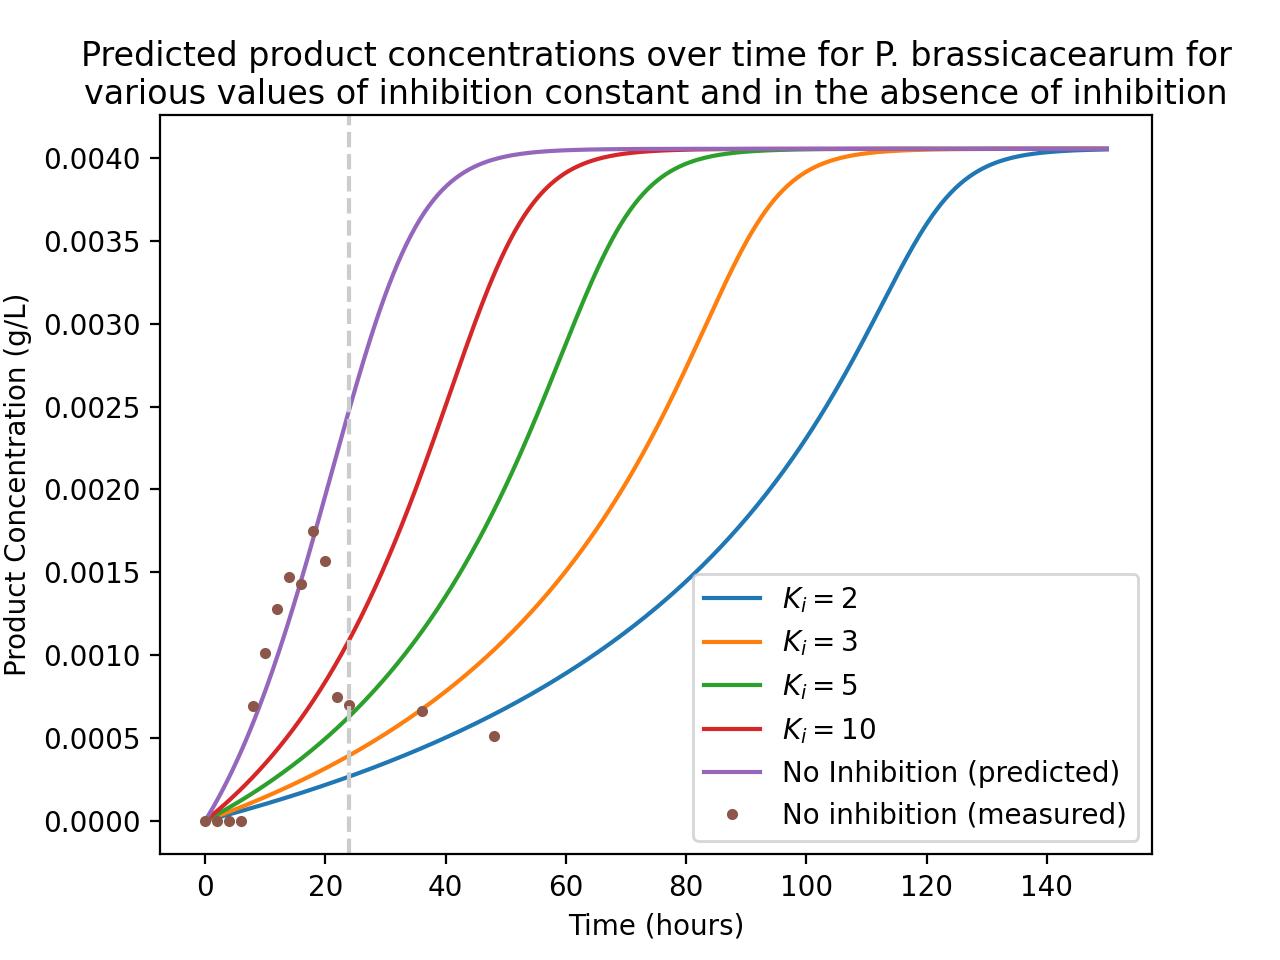 Predicted product concentrations over time for P. brassicacearum for
various values of inhibition constant and in the absence of inhibition
Product Concentration (g/L)
0.0040
0.0035
0.0030
0.0025
0.0020
0.0015
0.0010
0.0005
0.0000
K_i = 2
K_i = 3
K_i = 5
K_i = 10
No Inhibition (predicted)
No inhibition (measured)
0 20 40 60 80 100 120 140
Time (hours)